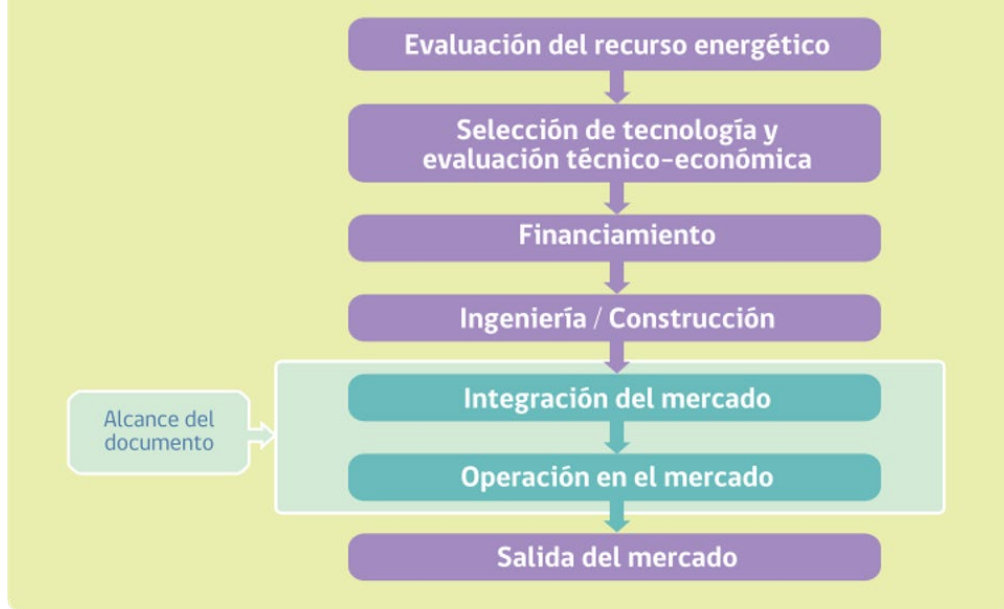 Evaluación del recurso energético
Selección de tecnología y
evaluación técnico-económica
Financiamiento
Ingeniería / Construcción
Integración del mercado
Alcance del
documento
Operación en el mercado
Salida del mercado